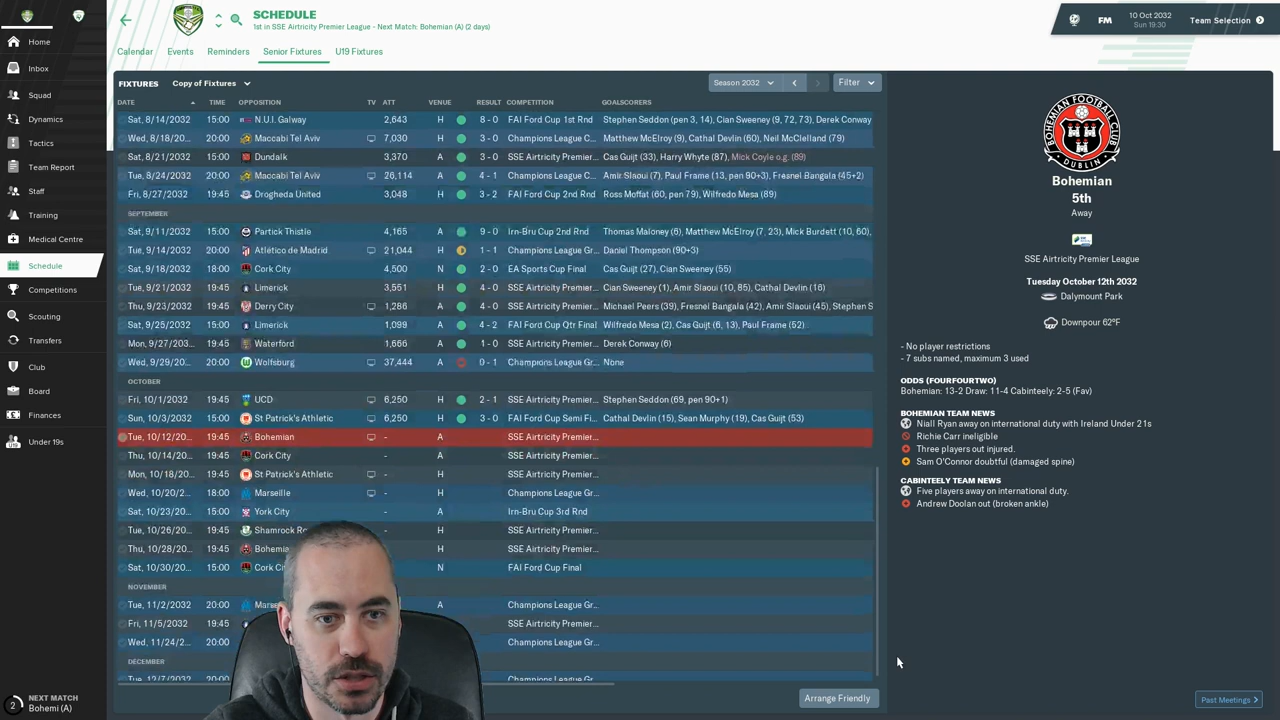 SCHEDULE
1st in SSE Airtricity Premier League - Next Match: Bohemian (A) (2 days)
FM
10 Oct 2032
Sun 19:30
Team Selection
Home
Inbox
Squad
Dynamics
Tactics
Team Report
Staff
Training
Medical Centre
Schedule
Competitions
Scouting
Transfers
Club
Board
Finances
Under 19s
2
NEXT MATCH
Bohemi (A)
Calendar Events Reminders Senior Fixtures U19 Fixtures
FIXTURES Copy of Fixtures Season 2032 Filter
DATE TIME OPPOSITION TV ATT VENUE RESULT COMPETITION GOALSCORERS
Sat, 8/14/2032 15:00 N.U.I. Galway 2,643 H 8 - 0 FAI Ford Cup 1st Rnd Stephen Seddon (pen 3, 14), Cian Sweeney (9, 72, 73), Derek Conway
Wed, 8/18/20... 20:00 Maccabi Tel Aviv 7,030 H 3 - 0 Champions League C... Matthew McElroy (9), Cathal Devlin (60), Neil McClelland (79)
Sat, 8/21/2032 15:00 Dundalk 3,370 A 3 - 0 SSE Airtricity Premier... Cas Guijt (33), Harry Whyte (87), Mick Coyle o.g. (89)
Tue, 8/24/2032 20:00 Maccabi Tel Aviv 26,114 A 4 - 1 Champions League C... Amir Slaoui (7), Paul Frame (13, pen 90+3), Fresnel Bangala (45+2)
Fri, 8/27/2032 19:45 Drogheda United 3,048 H 3 - 2 FAI Ford Cup 2nd Rnd Ross Moffat (60, pen 79), Wilfredo Mesa (89)
SEPTEMBER
Sat, 9/11/2032 15:00 Partick Thistle 4,165 A 9 - 0 Irn-Bru Cup 2nd Rnd Thomas Maloney (6), Matthew McElroy (7, 23), Mick Burdett (10, 60),
Tue, 9/14/2032 20:00 Atlético de Madrid 21,044 H 1 - 1 Champions League Gr... Daniel Thompson (90+3)
Sat, 9/18/2032 18:00 Cork City 4,500 N 2 - 0 EA Sports Cup Final Cas Guijt (27), Cian Sweeney (55)
Tue, 9/21/2032 19:45 Limerick 3,551 H 4 - 0 SSE Airtricity Premier... Cian Sweeney (1), Amir Slaoui (10, 85), Cathal Devlin (16)
Thu, 9/23/2032 19:45 Derry City 1,286 A 4 - 0 SSE Airtricity Premier... Michael Peers (39), Fresnel Bangala (42), Amir Slaoui (45), Stephen S
Sat, 9/25/2032 15:00 Limerick 1,099 A 4 - 2 FAI Ford Cup Qtr Final Wilfredo Mesa (2), Cas Guijt (6, 13), Paul Frame (52)
Mon, 9/27/2032 19:45 Waterford 1,666 A 1 - 0 SSE Airtricity Premier... Derek Conway (6)
Wed, 9/29/20... 20:00 Wolfsburg 37,444 A 0 - 1 Champions League Gr... None
OCTOBER
Fri, 10/1/2032 19:45 UCD 6,250 H 2 - 1 SSE Airtricity Premier... Stephen Seddon (69, pen 90+1)
Sun, 10/3/2032 15:00 St Patrick's Athletic 6,250 H 3 - 0 FAI Ford Cup Semi Fi... Cathal Devlin (15), Sean Murphy (19), Cas Guijt (53)
Tue, 10/12/20... 19:45 Bohemian - A SSE Airtricity Premier...
Thu, 10/14/20... 19:45 Cork City - A SSE Airtricity Premier...
Mon, 10/18/20... 19:45 St Patrick's Athletic - H SSE Airtricity Premier...
Wed, 10/20/2... 18:00 Marseille - H Champions League Gr...
Sat, 10/23/20... 15:00 York City - A Irn-Bru Cup 3rd Rnd
Tue, 10/26/20... 19:45 Shamrock Ro - H SSE Airtricity Premier...
Thu, 10/28/20... 19:45 Bohemia - H SSE Airtricity Premier...
Sat, 10/30/20... 15:00 Cork Ci N FAI Ford Cup Final
NOVEMBER
Tue, 11/2/2032 20:00 Marse A Champions League Gr...
Fri, 11/5/2032 19:45 H SSE Airtricity Premier...
Wed, 11/24/2... 20:00 H Champions League Gr...
DECEMBER
Tue, 12/7/2032 20:00 Champions League Gr...
Arrange Friendly
BOHEMIAN FOOTBALL CLUB
DUBLIN
Bohemian
5th
Away
SSE Airtricity Premier League
Tuesday October 12th 2032
Dalymount Park
Downpour 62°F
- No player restrictions
- 7 subs named, maximum 3 used
ODDS (FOURFOURTWO)
Bohemian: 13-2 Draw: 11-4 Cabinteely: 2-5 (Fav)
BOHEMIAN TEAM NEWS
Niall Ryan away on international duty with Ireland Under 21s
Richie Carr ineligible
Three players out injured.
Sam O'Connor doubtful (damaged spine)
CABINTEELY TEAM NEWS
Five players away on international duty.
Andrew Doolan out (broken ankle)
Past Meetings